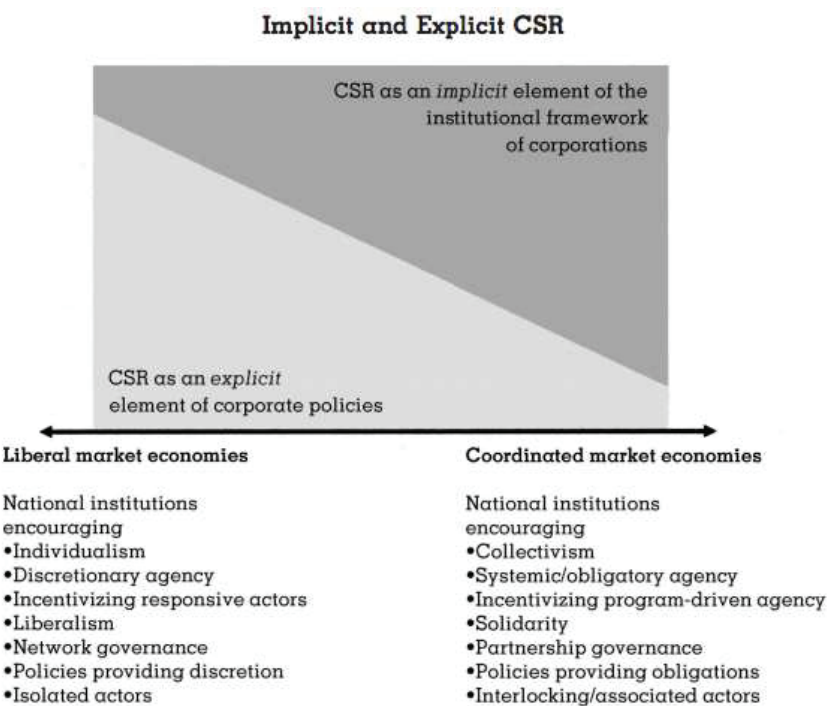 Implicit and Explicit CSR
CSR as an implicit element of the
institutional framework
of corporations
CSR as an explicit
element of corporate policies
Liberal market economies
National institutions
encouraging
•Individualism
•Discretionary agency
•Incentivizing responsive actors
•Liberalism
•Network governance
•Policies providing discretion
•Isolated actors
Coordinated market economies
National institutions
encouraging
•Collectivism
•Systemic/obligatory agency
•Incentivizing program-driven agency
•Solidarity
•Partnership governance
•Policies providing obligations
•Interlocking/associated actors